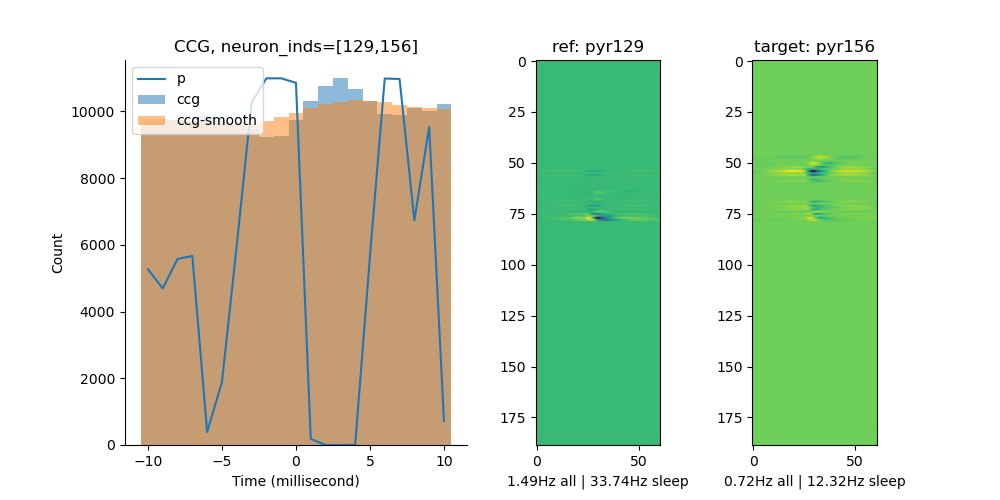 CCG, neuron_inds=[129,156]
p
ccg
ccg-smooth
10000
8000
6000
4000
2000
0
−10 −5 0 5 10
Count
Time (millisecond)
ref: pyr129
0
25
50
75
100
125
150
175
0 50
1.49Hz all | 33.74Hz sleep
target: pyr156
0
25
50
75
100
125
150
175
0 50
0.72Hz all | 12.32Hz sleep